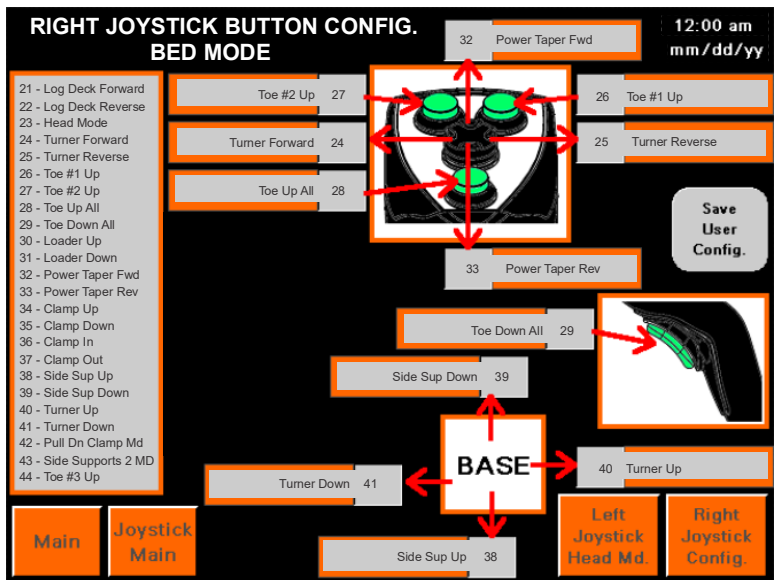 RIGHT JOYSTICK BUTTON CONFIG.
BED MODE
12:00 am
mm/dd/yy
32 Power Taper Fwd
21 - Log Deck Forward
22 - Log Deck Reverse
23 - Head Mode
24 - Turner Forward
25 - Turner Reverse
26 - Toe #1 Up
27 - Toe #2 Up
28 - Toe Up All
29 - Toe Down All
30 - Loader Up
31 - Loader Down
32 - Power Taper Fwd
33 - Power Taper Rev
34 - Clamp Up
35 - Clamp Down
36 - Clamp In
37 - Clamp Out
38 - Side Sup Up
39 - Side Sup Down
40 - Turner Up
41 - Turner Down
42 - Pull Dn Clamp Md
43 - Side Supports 2 MD
44 - Toe #3 Up
Toe #2 Up 27
26 Toe #1 Up
Turner Forward 24
25 Turner Reverse
Toe Up All 28
33 Power Taper Rev
Save
User
Config.
Toe Down All 29
Side Sup Down 39
BASE
40 Turner Up
Turner Down 41
Side Sup Up 38
Main
Joystick
Main
Left
Joystick
Head Md.
Right
Joystick
Config.